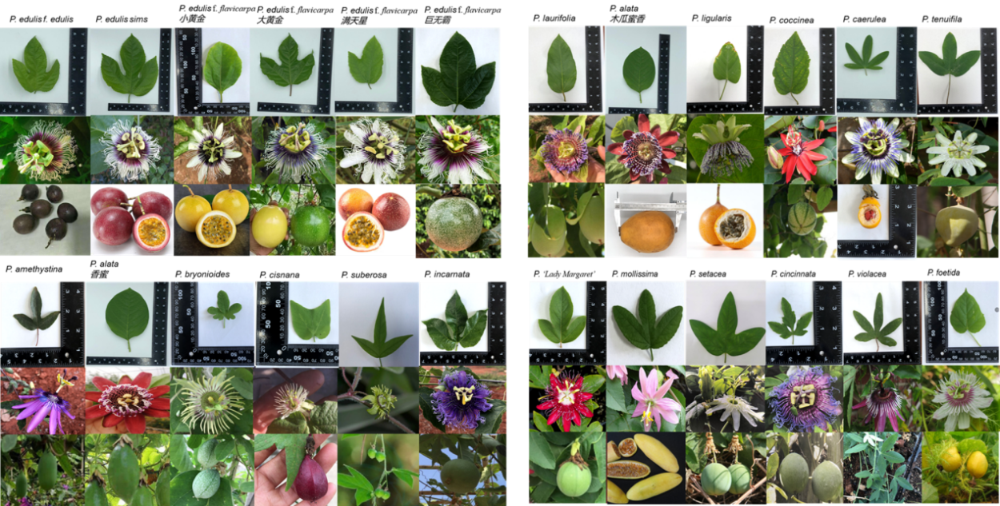 P. edulis f. edulis
P. edulis sims
P. edulis f. flavicarpa
小黄金
P. edulis f. flavicarpa
大黄金
P. edulis f. flavicarpa
满天星
P. edulis f. flavicarpa
巨无霸
P. laurifolia
P. alata
木瓜蜜香
P. ligularis
P. coccinea
P. caerulea
P. tenuifila
P. amethystina
P. alata
香蜜
P. bryonioides
P. cisnana
P. suberosa
P. incarnata
P. 'Lady Margaret'
P. mollissima
P. setacea
P. cincinnata
P. violacea
P. foetida